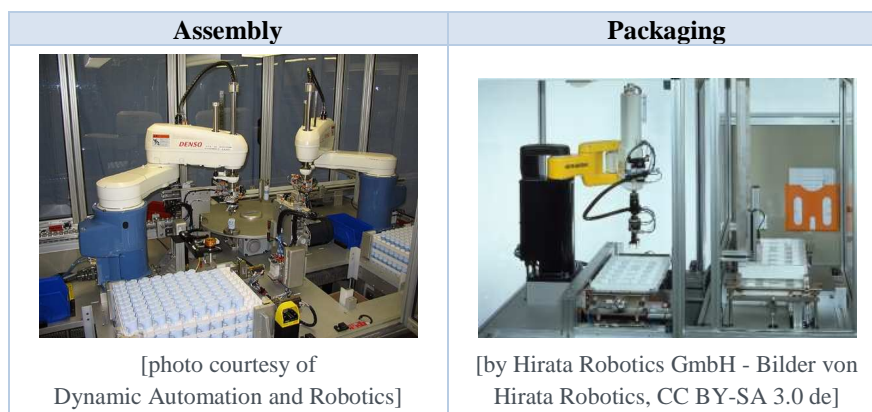 Assembly
Packaging
DENSO
[photo courtesy of
Dynamic Automation and Robotics]
[by Hirata Robotics GmbH - Bilder von
Hirata Robotics, CC BY-SA 3.0 de]